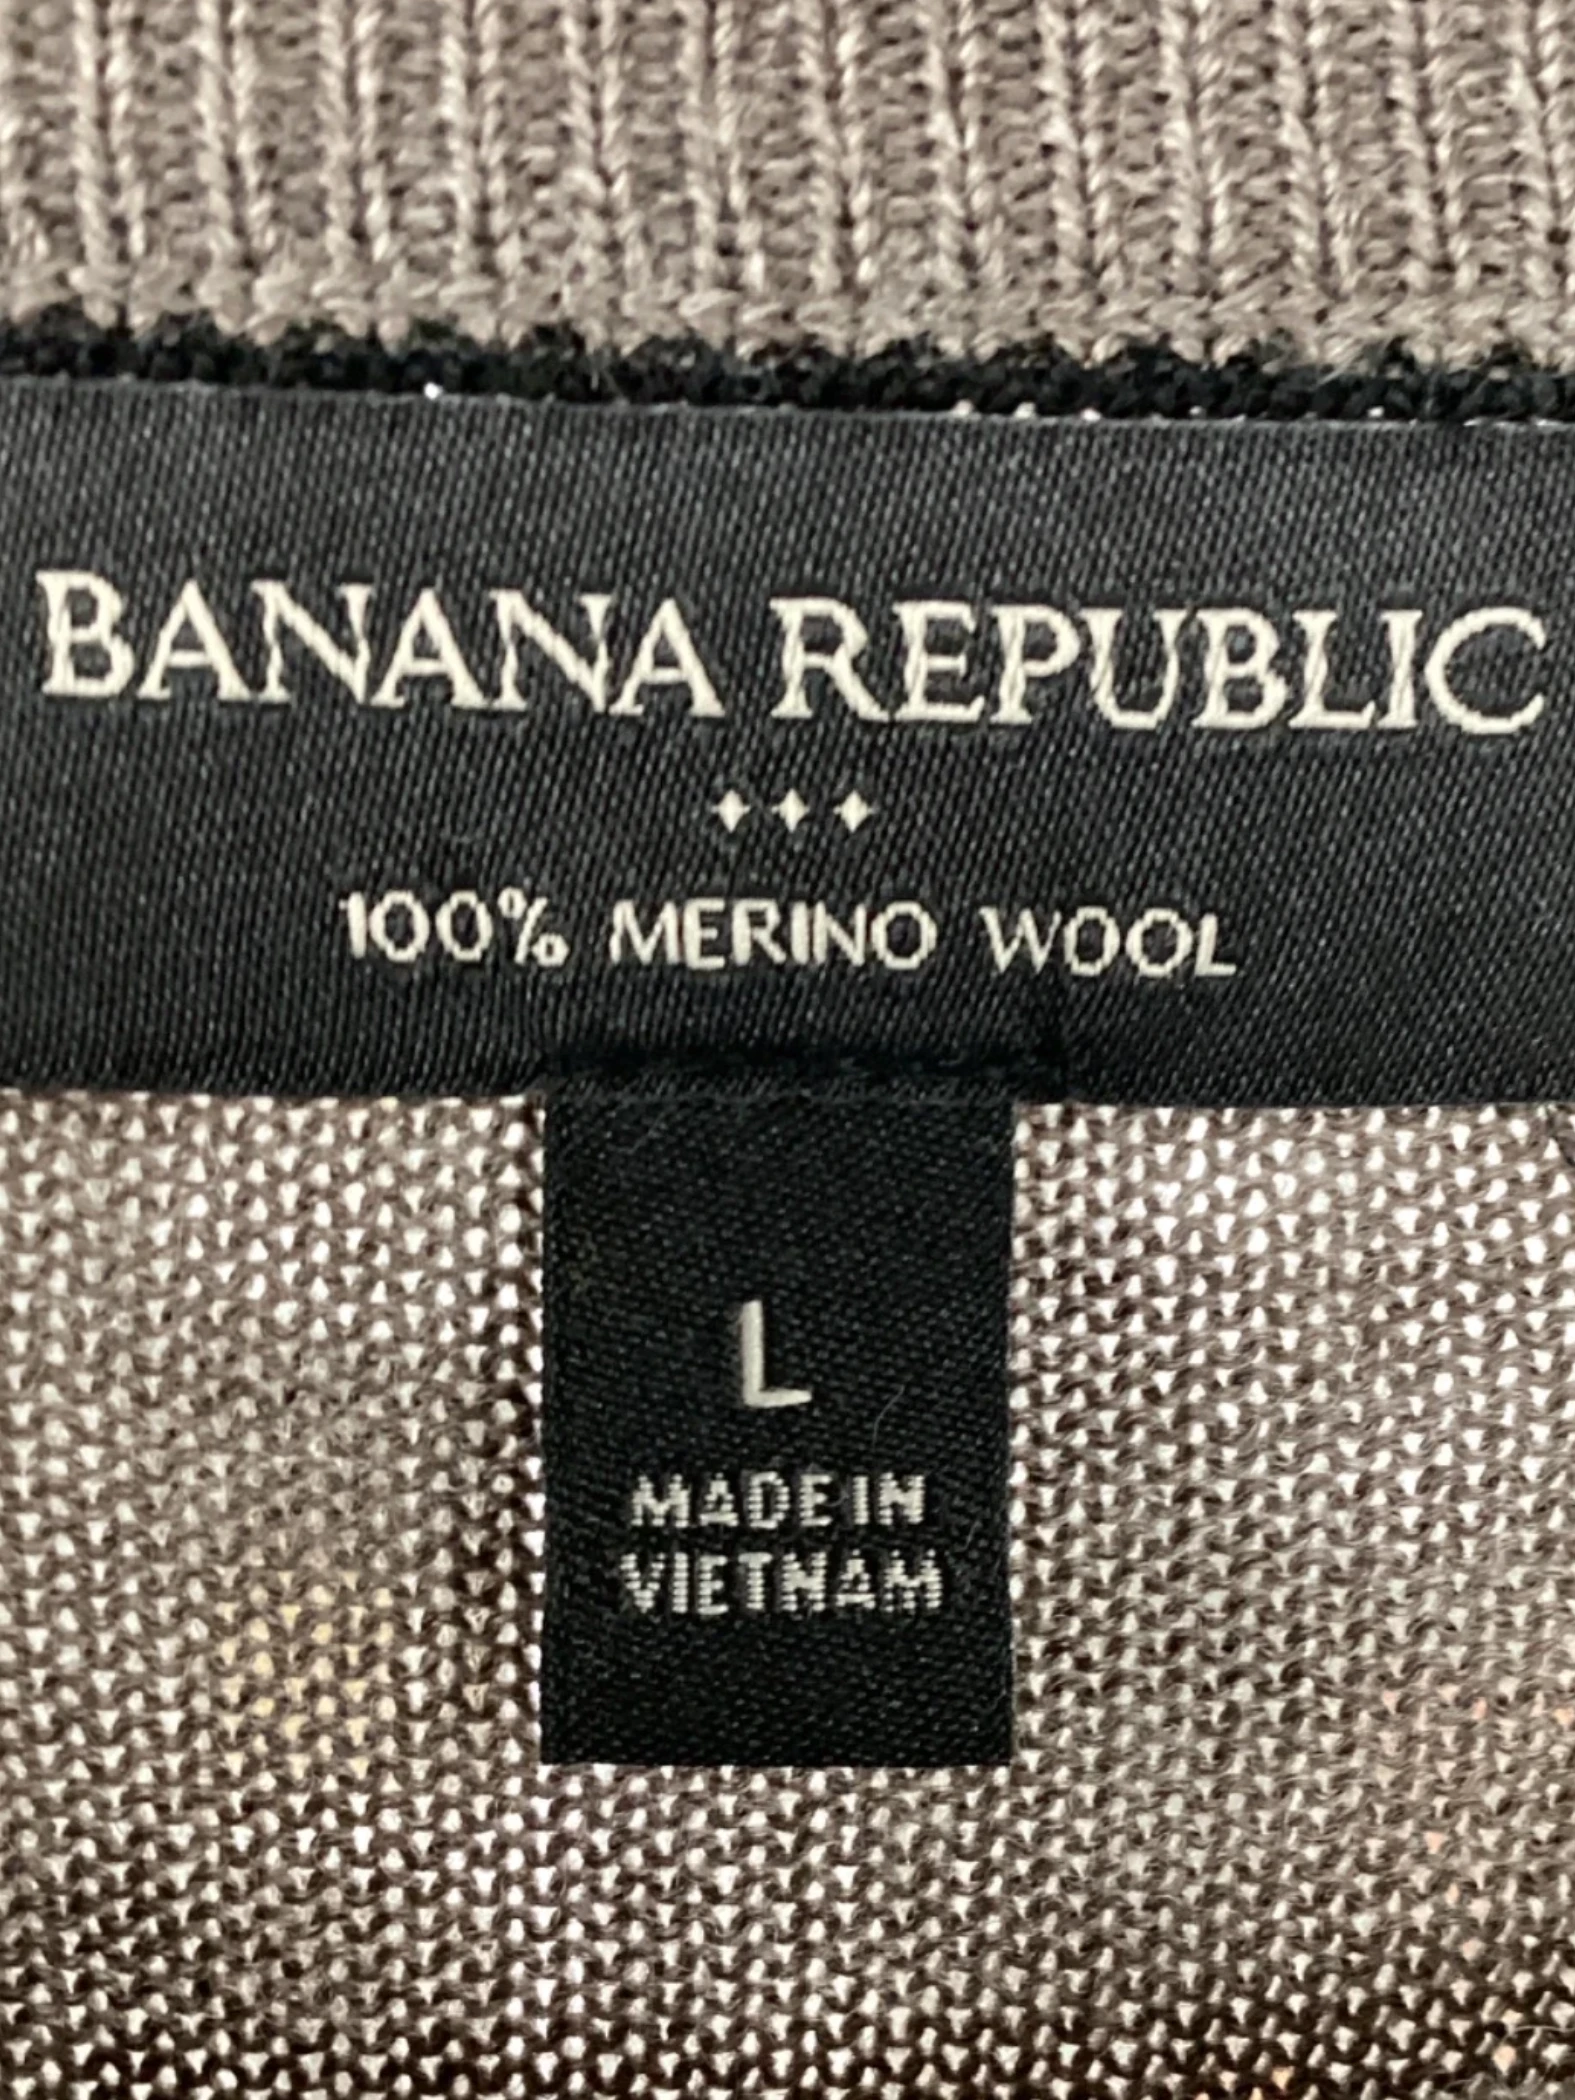 BANANA REPUBLIC
100% MERINO WOOL
L
MADE IN
VIETNAM